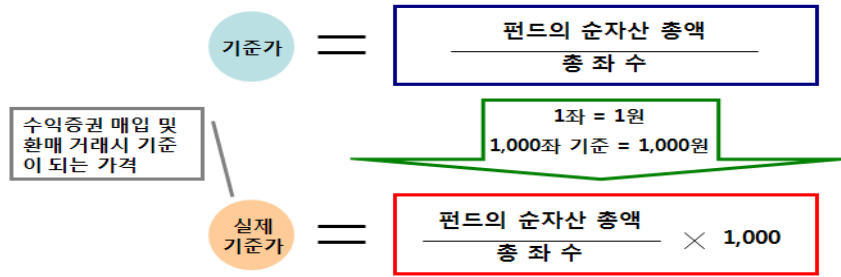 기준가
=
펀드의 순자산 총액
총 좌 수
수익증권 매입 및
환매 거래시 기준
이 되는 가격
1좌 = 1원
1,000좌 기준 = 1,000원
실제
기준가
=
펀드의 순자산 총액
총 좌 수
× 1,000